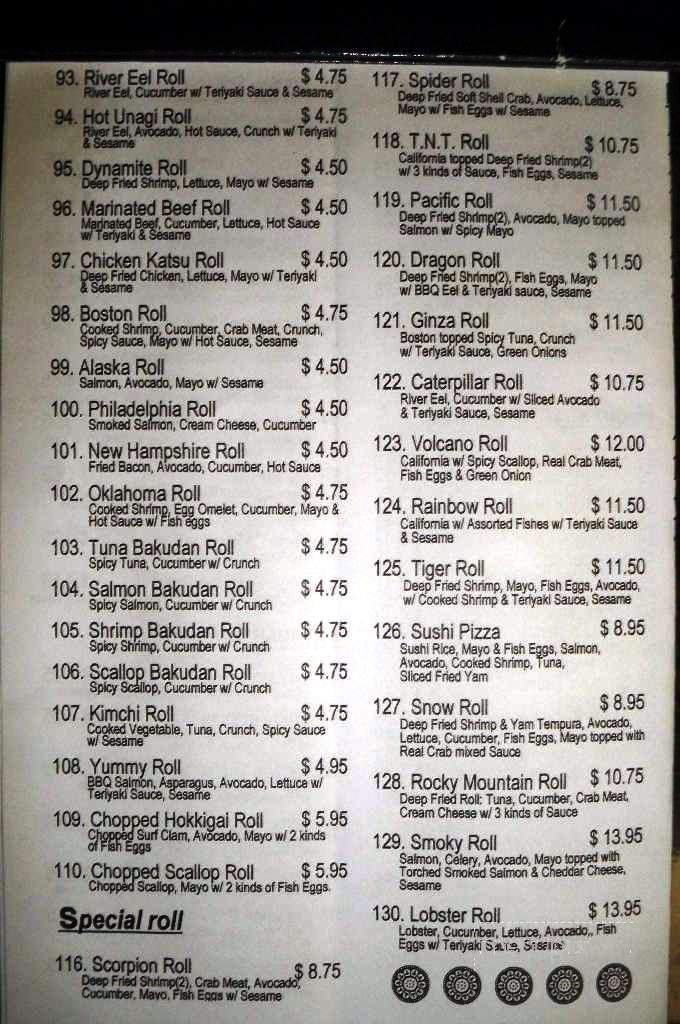 93. River Eel Roll $ 4.75
River Eel, Cucumber w/ Teriyaki Sauce & Sesame
94. Hot Unagi Roll $ 4.75
River Eel, Avocado, Hot Sauce, Crunch w/ Teriyaki
& Sesame
95. Dynamite Roll $ 4.50
Deep Fried Shrimp, Lettuce, Mayo w/ Sesame
96. Marinated Beef Roll $ 4.50
Marinated Beef, Cucumber, Lettuce, Hot Sauce
w/ Teriyaki & Sesame
97. Chicken Katsu Roll $ 4.50
Deep Fried Chicken, Lettuce, Mayo w/ Teriyaki
& Sesame
98. Boston Roll $ 4.75
Cooked Shrimp, Cucumber, Crab Meat, Crunch,
Spicy Sauce, Mayo w/ Hot Sauce, Sesame
99. Alaska Roll $ 4.50
Salmon, Avocado, Mayo w/ Sesame
100. Philadelphia Roll $ 4.50
Smoked Salmon, Cream Cheese, Cucumber
101. New Hampshire Roll $ 4.50
Fried Bacon, Avocado, Cucumber, Hot Sauce
102. Oklahoma Roll $ 4.75
Cooked Shrimp, Egg Omelet, Cucumber, Mayo &
Hot Sauce w/ Fish eggs
103. Tuna Bakudan Roll $ 4.75
Spicy Tuna, Cucumber w/ Crunch
104. Salmon Bakudan Roll $ 4.75
Spicy Salmon, Cucumber w/ Crunch
105. Shrimp Bakudan Roll $ 4.75
Spicy Shrimp, Cucumber w/ Crunch
106. Scallop Bakudan Roll $ 4.75
Spicy Scallop, Cucumber w/ Crunch
107. Kimchi Roll $ 4.75
Cooked Vegetable, Tuna, Crunch, Spicy Sauce
w/ Sesame
108. Yummy Roll $ 4.95
BBQ Salmon, Asparagus, Avocado, Lettuce w/
Teriyaki Sauce, Sesame
109. Chopped Hokkigai Roll $ 5.95
Chopped Surf Clam, Avocado, Mayo w/ 2 kinds
of Fish Eggs
110. Chopped Scallop Roll $ 5.95
Chopped Scallop, Mayo w/ 2 kinds of Fish Eggs.
Special roll
116. Scorpion Roll $ 8.75
Deep Fried Shrimp(2), Crab Meat, Avocado,
Cucumber, Mayo, Fish Eggs w/ Sesame
117. Spider Roll $ 8.75
Deep Fried Soft Shell Crab, Avocado, Lettuce,
Mayo w/ Fish Eggs w/ Sesame
118. T.N.T. Roll $ 10.75
California topped Deep Fried Shrimp(2)
w/ 3 kinds of Sauce, Fish Eggs, Sesame
119. Pacific Roll $ 11.50
Deep Fried Shrimp(2), Avocado, Mayo topped
Salmon w/ Spicy Mayo
120. Dragon Roll $ 11.50
Deep Fried Shrimp(2), Fish Eggs, Mayo
w/ BBQ Eel & Teriyaki sauce, Sesame
121. Ginza Roll $ 11.50
Boston topped Spicy Tuna, Crunch
w/ Teriyaki Sauce, Green Onions
122. Caterpillar Roll $ 10.75
River Eel, Cucumber w/ Sliced Avocado
& Teriyaki Sauce, Sesame
123. Volcano Roll $ 12.00
California w/ Spicy Scallop, Real Crab Meat,
Fish Eggs & Green Onion
124. Rainbow Roll $ 11.50
California w/ Assorted Fishes w/ Teriyaki Sauce
& Sesame
125. Tiger Roll $ 11.50
Deep Fried Shrimp, Mayo, Fish Eggs, Avocado,
w/ Cooked Shrimp & Teriyaki Sauce, Sesame
126. Sushi Pizza $ 8.95
Sushi Rice, Mayo & Fish Eggs, Salmon,
Avocado, Cooked Shrimp, Tuna,
Sliced Fried Yam
127. Snow Roll $ 8.95
Deep Fried Shrimp & Yam Tempura, Avocado,
Lettuce, Cucumber, Fish Eggs, Mayo topped with
Real Crab mixed Sauce
128. Rocky Mountain Roll $ 10.75
Deep Fried Roll: Tuna, Cucumber, Crab Meat,
Cream Cheese w/ 3 kinds of Sauce
129. Smoky Roll $ 13.95
Salmon, Celery, Avocado, Mayo topped with
Torched Smoked Salmon & Cheddar Cheese,
Sesame
130. Lobster Roll $ 13.95
Lobster, Cucumber, Lettuce, Avocado,, Fish
Eggs w/ Teriyaki Sauce, Sesame